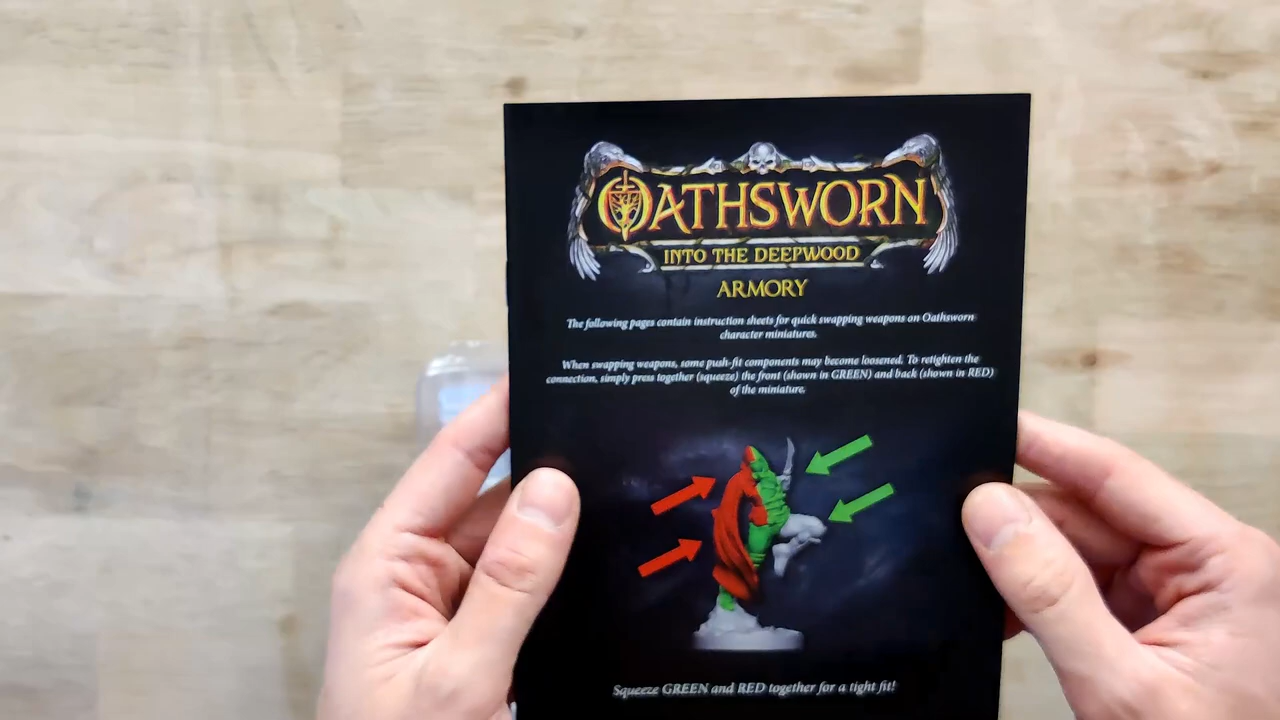 OATHSWORN
INTO THE DEEPWOOD
ARMORY
The following pages contain instruction sheets for quick swapping weapons on Oathsworn
character miniatures.
When swapping weapons, some push-fit components may become loosened. To retighten the
connection, simply press together (squeeze) the front (shown in GREEN) and back (shown in RED)
of the miniature.
Squeeze GREEN and RED together for a tight fit!